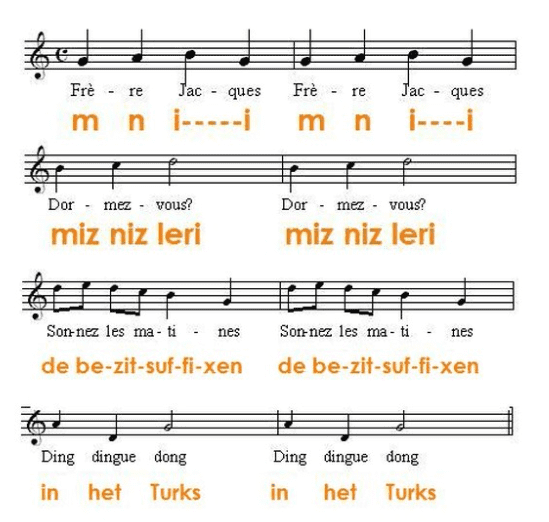 Frè - re Jac - ques Frè - re Jac - ques
m n i-----i m n i----i
Dor - mez - vous? Dor - mez - vous?
miz niz leri miz niz leri
Son-nez les ma-ti - nes Son-nez les ma-ti - nes
de be-zit-suf-fi-xen de be-zit-suf-fi-xen
Ding dingue dong Ding dingue dong
in het Turks in het Turks